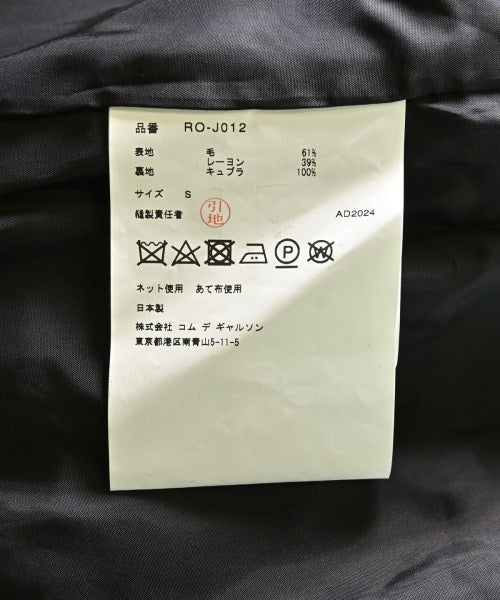 品番 RO-J012
表地 毛 61%
レーヨン 39%
裏地 キュプラ 100%
サイズ S
縫製責任者 引地 AD2024
P W
ネット使用 あて布使用
日本製
株式会社 コム デ ギャルソン
東京都港区南青山5-11-5